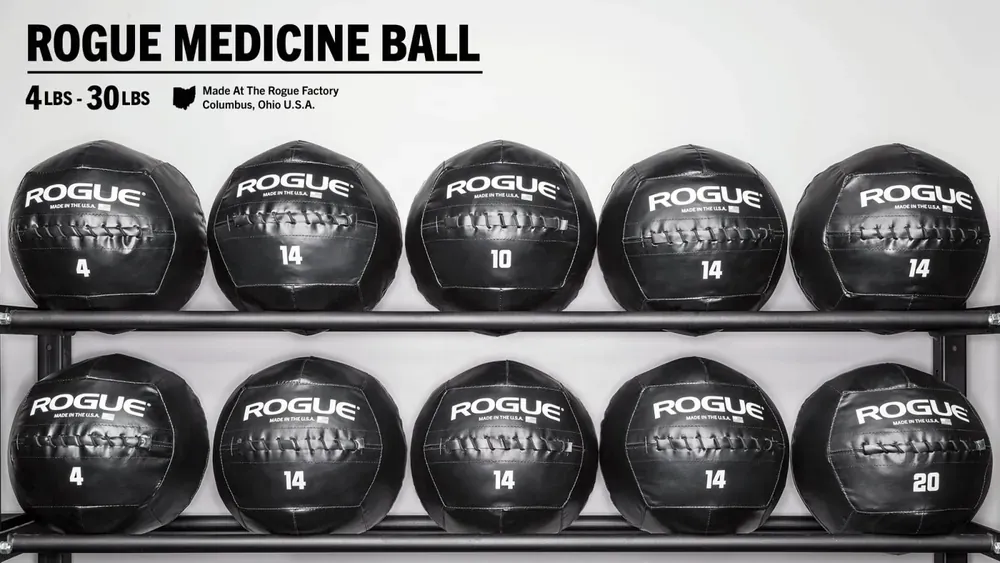 ROGUE MEDICINE BALL
4LBS - 30LBS
Made At The Rogue Factory
Columbus, Ohio U.S.A.
ROGUE
MADE IN THE U.S.A.
4
ROGUE
MADE IN THE U.S.A.
14
ROGUE
MADE IN THE U.S.A.
10
ROGUE
MADE IN THE U.S.A.
14
ROGUE
MADE IN THE U.S.A.
14
ROGUE
MADE IN THE U.S.A.
4
ROGUE
MADE IN THE U.S.A.
14
ROGUE
MADE IN THE U.S.A.
14
ROGUE
MADE IN THE U.S.A.
14
ROGUE
MADE IN THE U.S.A.
20